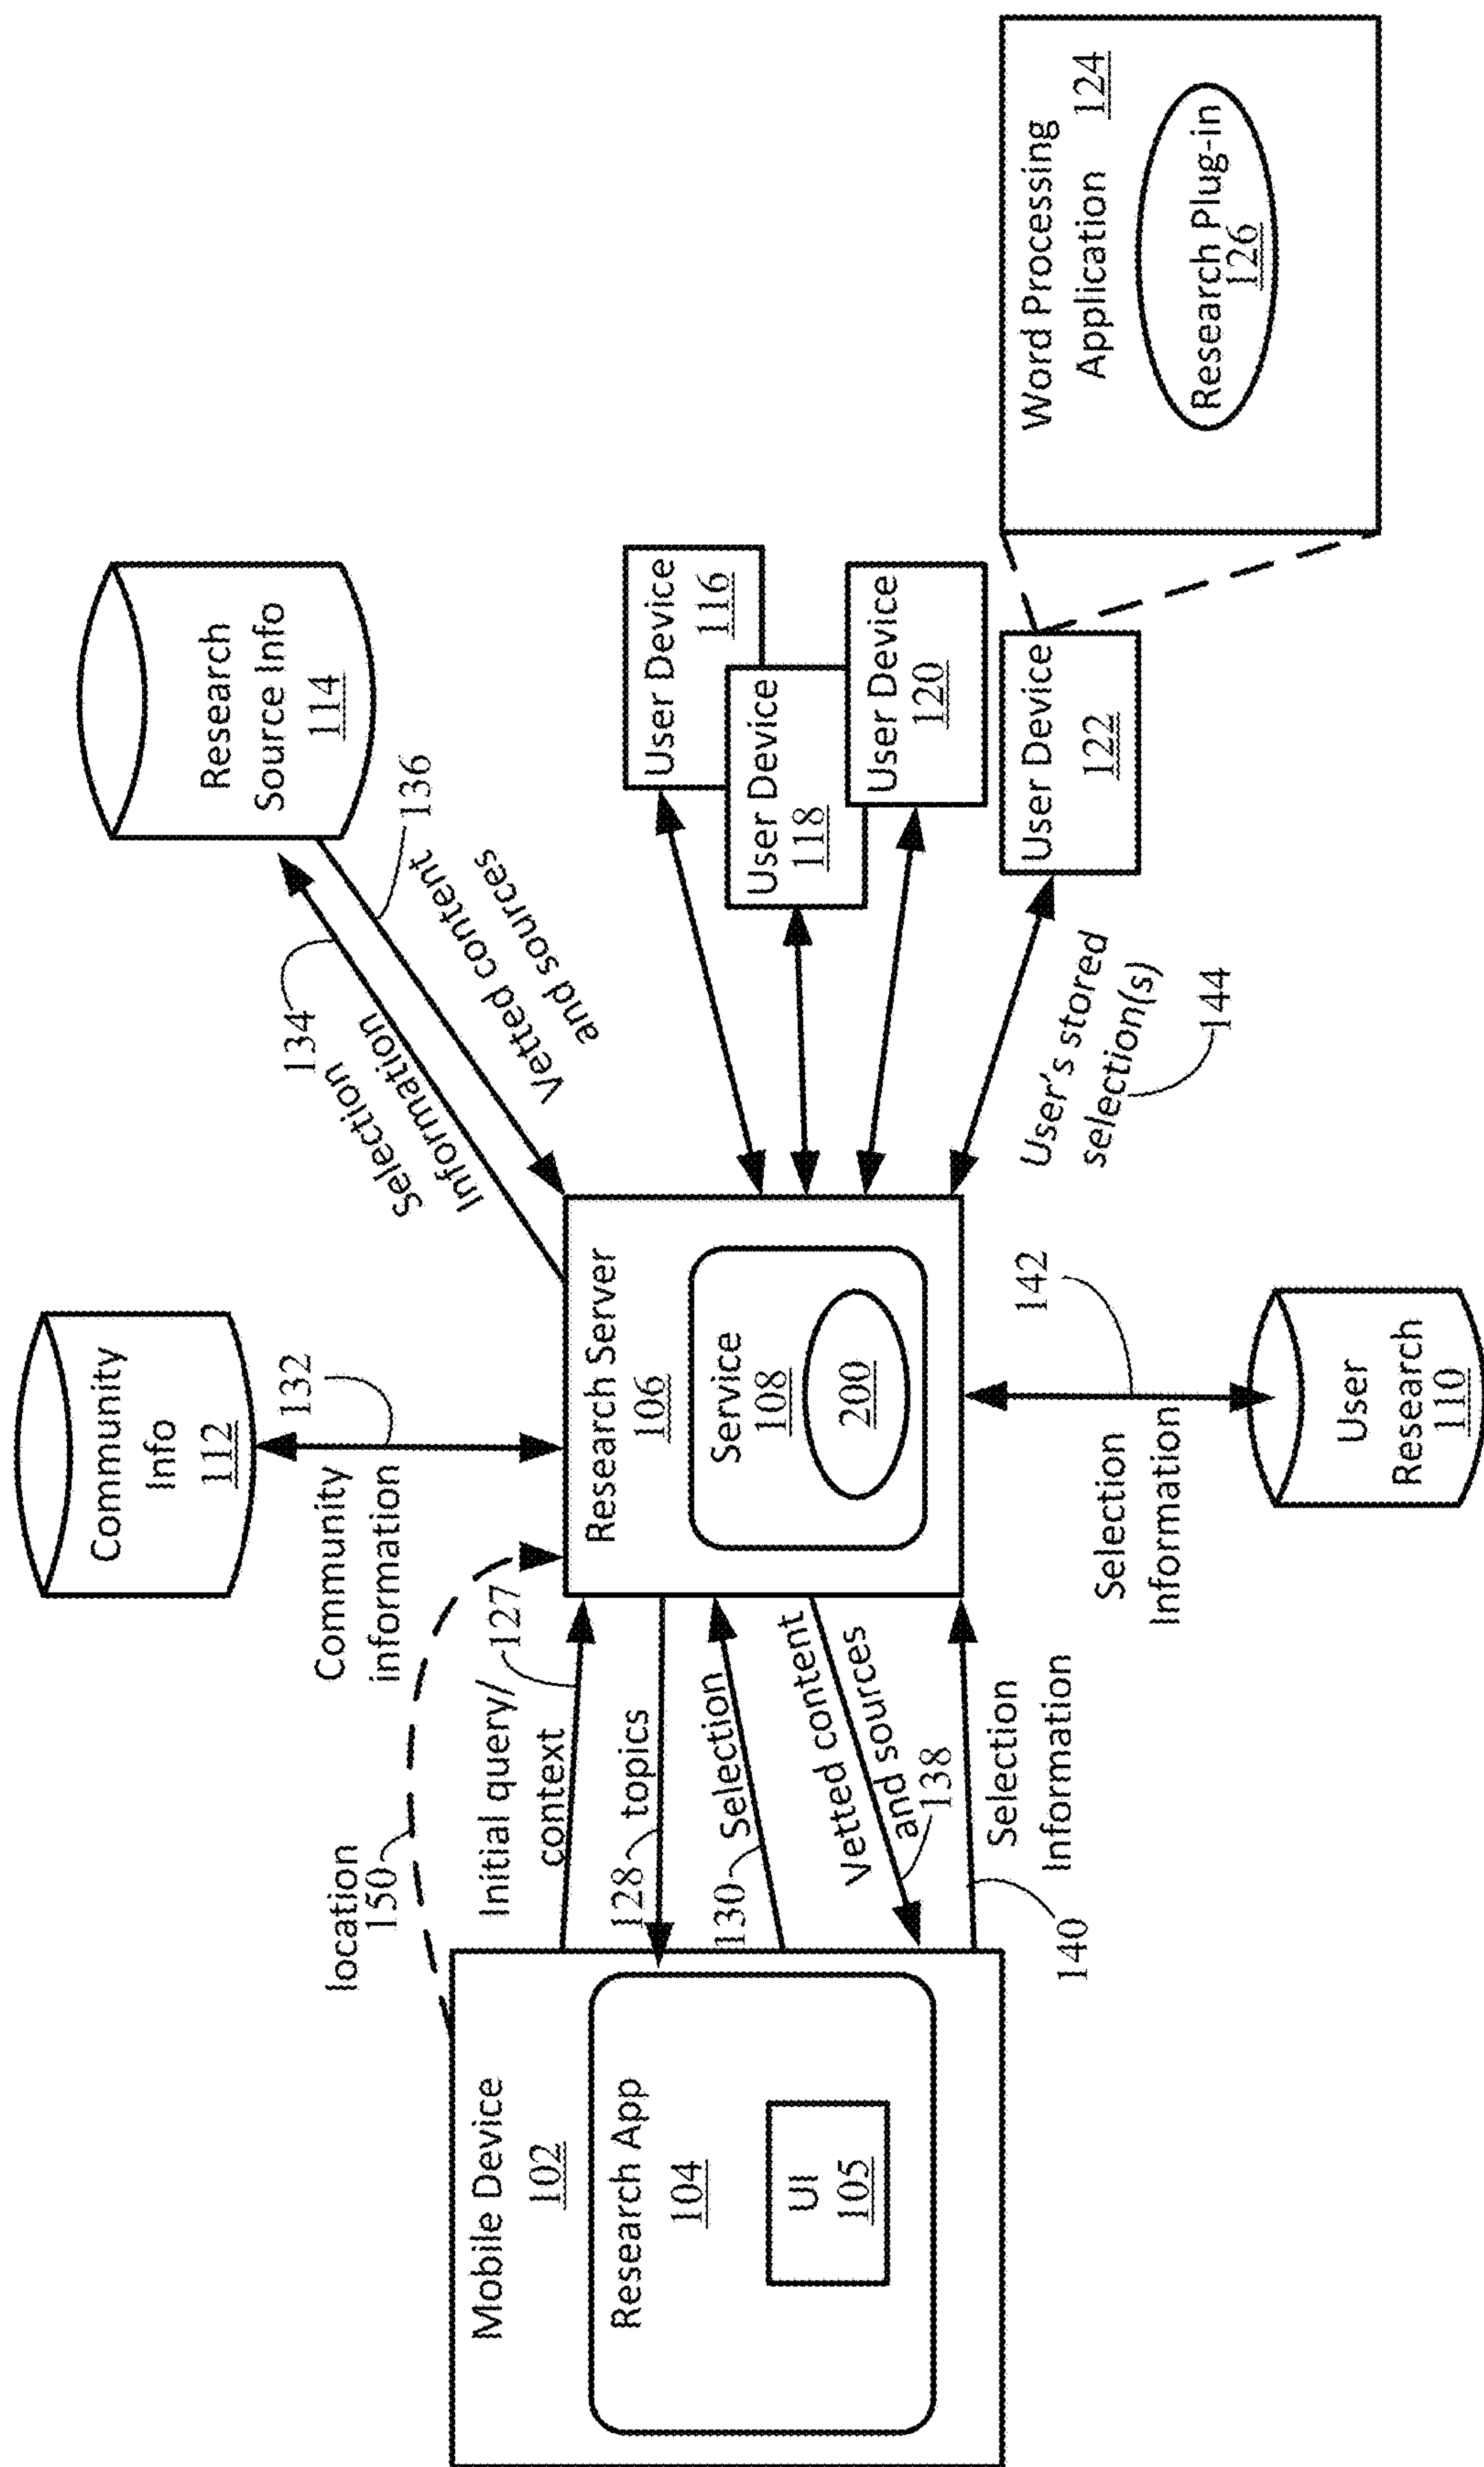 Mobile Device
102
Research App
104
UI
105
location
150
Initial query/
context
127
128
topics
130
Selection
Vetted content
and sources
138
Selection
Information
140
Community
Info
112
Community
information
132
Research Server
106
Service
108
200
Selection
Information
142
User
Research
110
Research
Source Info
114
134
Selection
Information
136
Vetted content
and sources
User Device
116
User Device
118
User Device
120
User Device
122
User's stored
selection(s)
144
Word Processing
Application
124
Research Plug-in
126